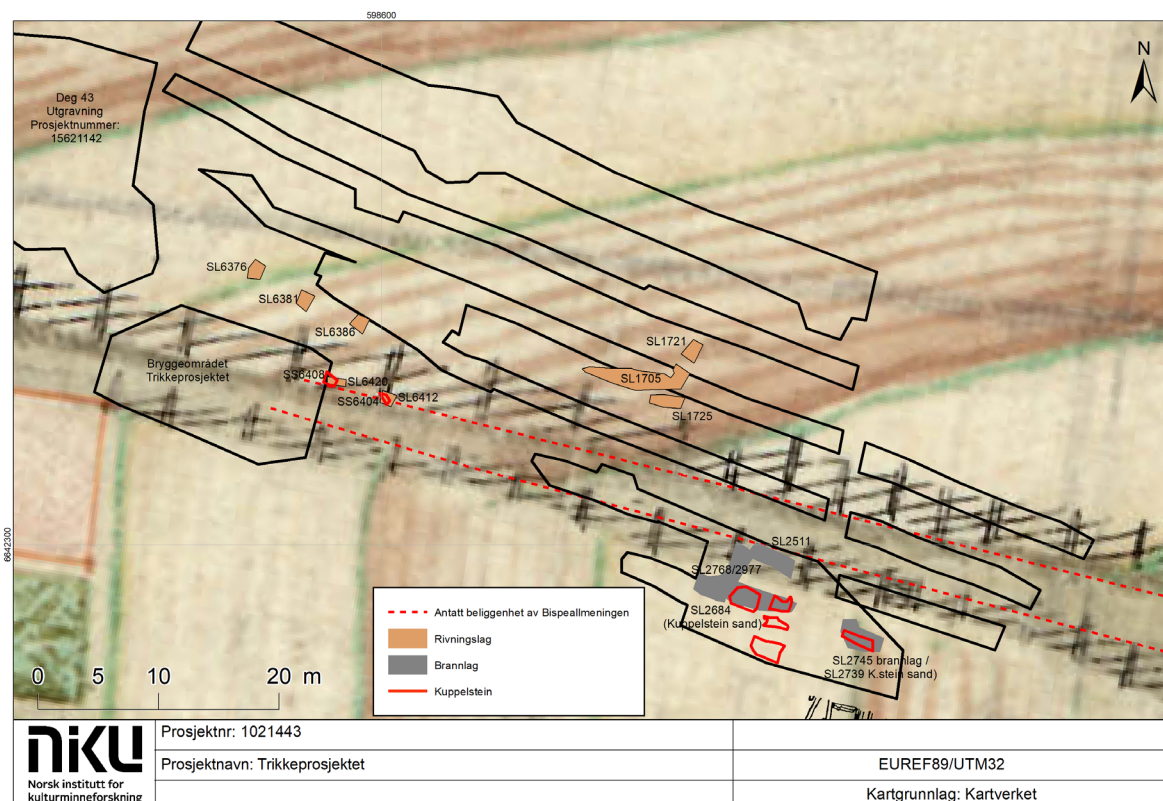 598600
N
Deg 43
Utgravning
Prosjektnummer:
15621142
SL6376
SL6381
SL6386
SL1721
Bryggeområdet
Trikkeprosjektet
SS6408
SL6420
SL1705
SS6404
SL6412
SL1725
6642300
SL2511
SL2768/2977
SL2684
(Kuppelstein sand)
SL2745 brannlag /
SL2739 K.stein sand)
Antatt beliggenhet av Bispeallmeningen
Rivningslag
Brannlag
Kuppelstein
0 5 10 20 m
niku
Norsk institutt for
kulturminneforskning
Prosjektnr: 1021443
Prosjektnavn: Trikkeprosjektet
EUREF89/UTM32
Kartgrunnlag: Kartverket